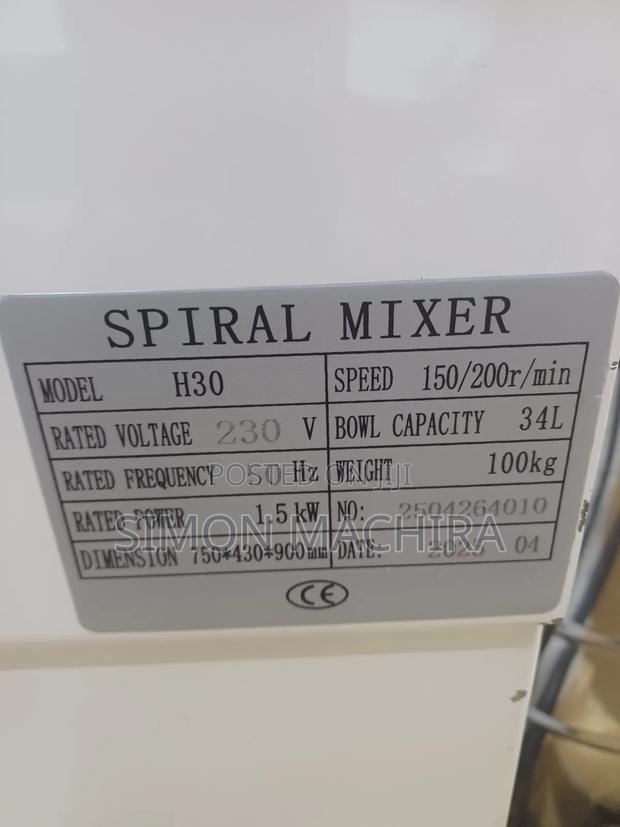 SPIRAL MIXER
MODEL H30 SPEED 150/200r/min
RATED VOLTAGE 230 V BOWL CAPACITY 34L
RATED FREQUENCY 50 Hz WEIGHT 100kg
POSTED ON JIJI
RATED POWER 1.5 kW NO: 2504264010
SIMON MACHIRA
DIMENSION 750*430*900mm DATE: 2025 04
CE